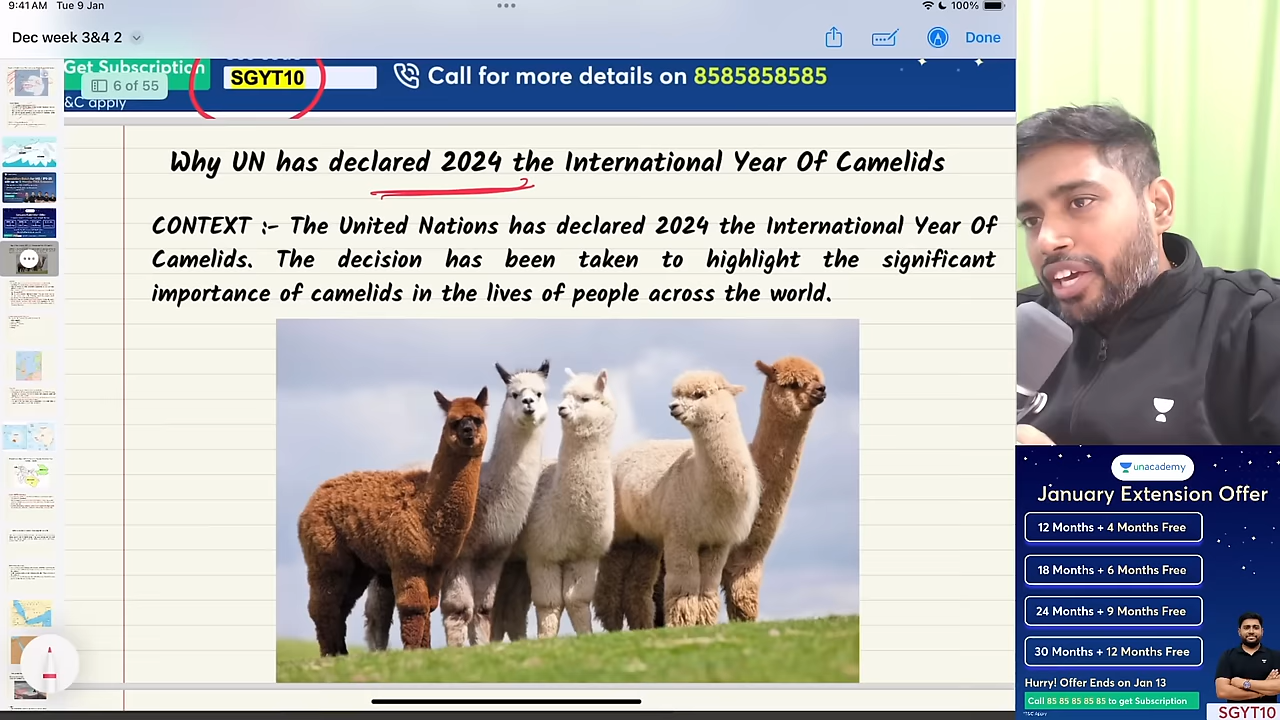 9:41 AM Tue 9 Jan
100%
Dec week 3&4 2
Done
Get Subscription
SGYT10
Call for more details on 8585858585
6 of 55
&C apply
Why UN has declared 2024 the International Year Of Camelids
CONTEXT :- The United Nations has declared 2024 the International Year Of
Camelids. The decision has been taken to highlight the significant
importance of camelids in the lives of people across the world.
unacademy
January Extension Offer
12 Months + 4 Months Free
18 Months + 6 Months Free
24 Months + 9 Months Free
30 Months + 12 Months Free
Hurry! Offer Ends on Jan 13
Call 85 85 85 85 85 to get Subscription
*T&C Apply
SGYT10